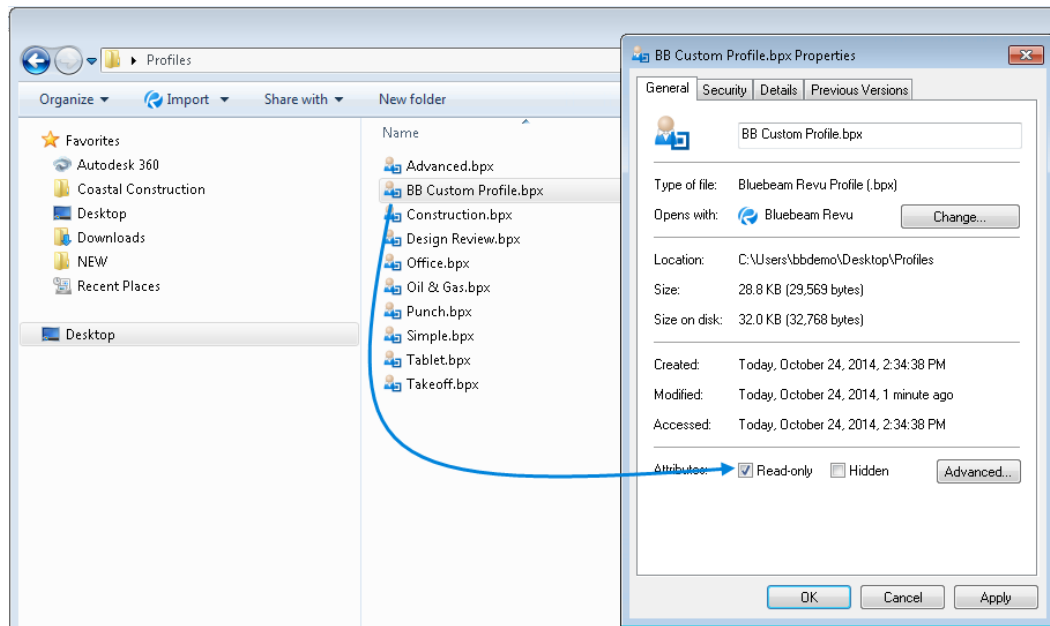 Profiles
Organize
Import
Share with
New folder
Favorites
Autodesk 360
Coastal Construction
Desktop
Downloads
NEW
Recent Places
Desktop
Name
Advanced.bpx
BB Custom Profile.bpx
Construction.bpx
Design Review.bpx
Office.bpx
Oil & Gas.bpx
Punch.bpx
Simple.bpx
Tablet.bpx
Takeoff.bpx
BB Custom Profile.bpx Properties
General Security Details Previous Versions
BB Custom Profile.bpx
Type of file: Bluebeam Revu Profile (.bpx)
Opens with: Bluebeam Revu Change...
Location: C:\Users\bbdemo\Desktop\Profiles
Size: 28.8 KB (29,569 bytes)
Size on disk: 32.0 KB (32,768 bytes)
Created: Today, October 24, 2014, 2:34:38 PM
Modified: Today, October 24, 2014, 1 minute ago
Accessed: Today, October 24, 2014, 2:34:38 PM
Attributes: Read-only Hidden Advanced...
OK Cancel Apply